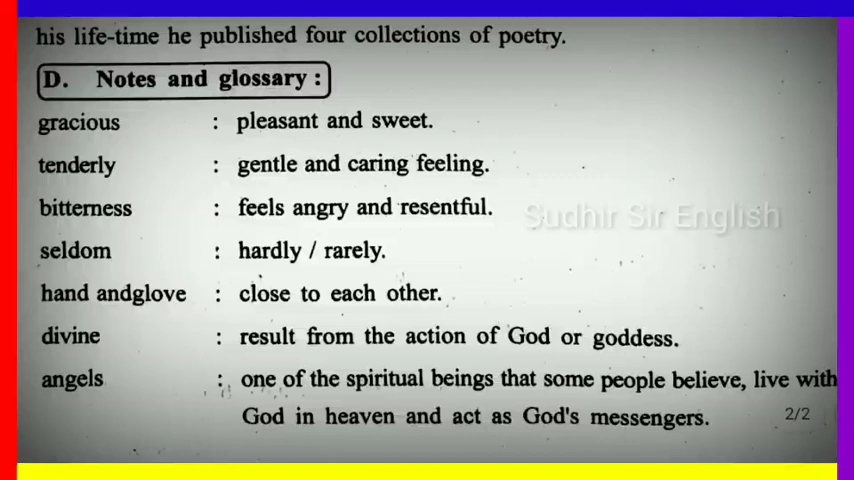 his life-time he published four collections of poetry.
D. Notes and glossary :
gracious : pleasant and sweet.
tenderly : gentle and caring feeling.
bitterness : feels angry and resentful.
Sudhir Sir English
seldom : hardly / rarely.
hand andglove : close to each other.
divine : result from the action of God or goddess.
angels : one of the spiritual beings that some people believe, live with
God in heaven and act as God's messengers.
2/2